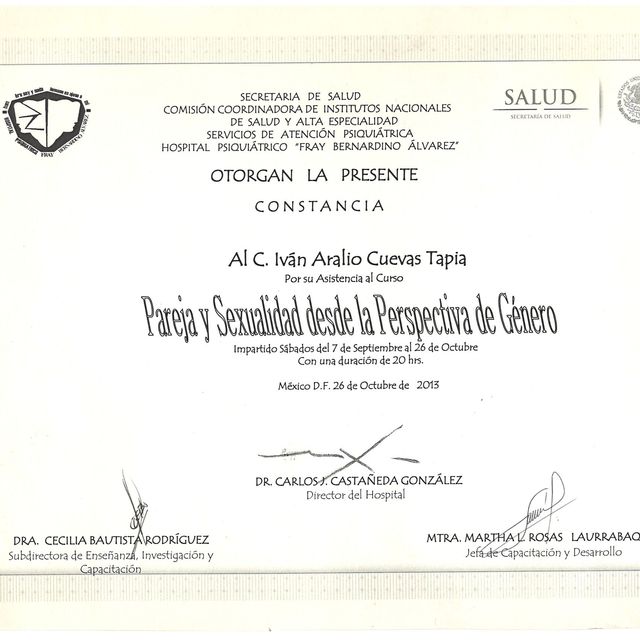 SECRETARIA DE SALUD
COMISIÓN COORDINADORA DE INSTITUTOS NACIONALES
DE SALUD Y ALTA ESPECIALIDAD
SERVICIOS DE ATENCIÓN PSIQUIÁTRICA
HOSPITAL PSIQUIÁTRICO "FRAY BERNARDINO ÁLVAREZ"
SALUD
SECRETARÍA DE SALUD
OTORGAN LA PRESENTE
CONSTANCIA
Al C. Iván Aralio Cuevas Tapia
Por su Asistencia al Curso
Pareja y Sexualidad desde la Perspectiva de Género
Impartido Sábados del 7 de Septiembre al 26 de Octubre
Con una duración de 20 hrs.
México D.F. 26 de Octubre de 2013
DR. CARLOS J. CASTAÑEDA GONZÁLEZ
Director del Hospital
DRA. CECILIA BAUTISTA RODRÍGUEZ
Subdirectora de Enseñanza, Investigación y
Capacitación
MTRA. MARTHA L. ROSAS LAURRABAQ
Jefa de Capacitación y Desarrollo